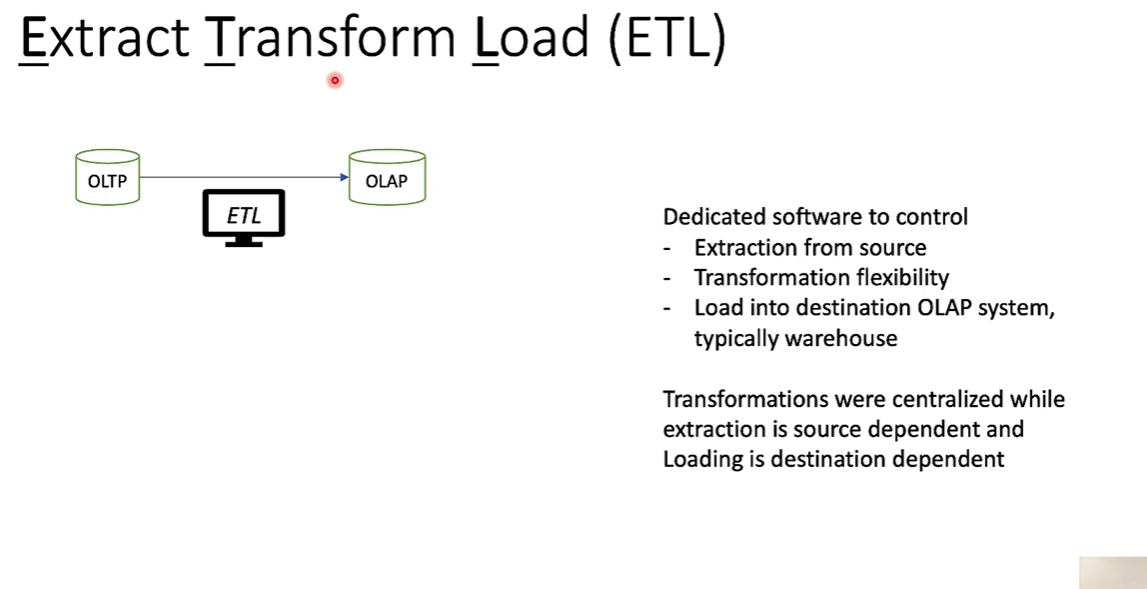 Extract Transform Load (ETL)
OLTP
OLAP
ETL
Dedicated software to control
- Extraction from source
- Transformation flexibility
- Load into destination OLAP system,
typically warehouse
Transformations were centralized while
extraction is source dependent and
Loading is destination dependent